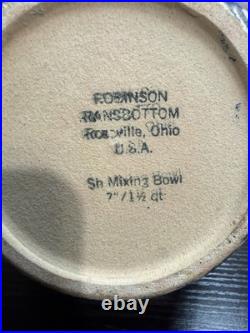 ROBINSON
RANSBOTTOM
Roseville, Ohio
U.S.A.
Sh Mixing Bowl
7"/1½ qt